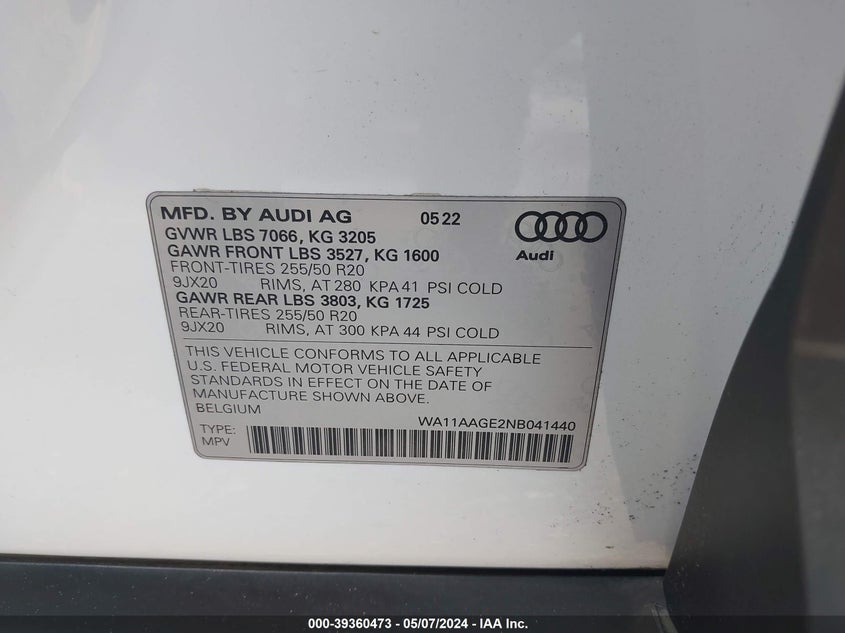 MFD. BY AUDI AG 05 22
GVWR LBS 7066, KG 3205
GAWR FRONT LBS 3527, KG 1600
FRONT-TIRES 255/50 R20
9JX20 RIMS, AT 280 KPA 41 PSI COLD
GAWR REAR LBS 3803, KG 1725
REAR-TIRES 255/50 R20
9JX20 RIMS, AT 300 KPA 44 PSI COLD
Audi
THIS VEHICLE CONFORMS TO ALL APPLICABLE
U.S. FEDERAL MOTOR VEHICLE SAFETY
STANDARDS IN EFFECT ON THE DATE OF
MANUFACTURE SHOWN ABOVE.
BELGIUM
WA11AAGE2NB041440
TYPE:
MPV
000-39360473 - 05/07/2024 - IAA Inc.